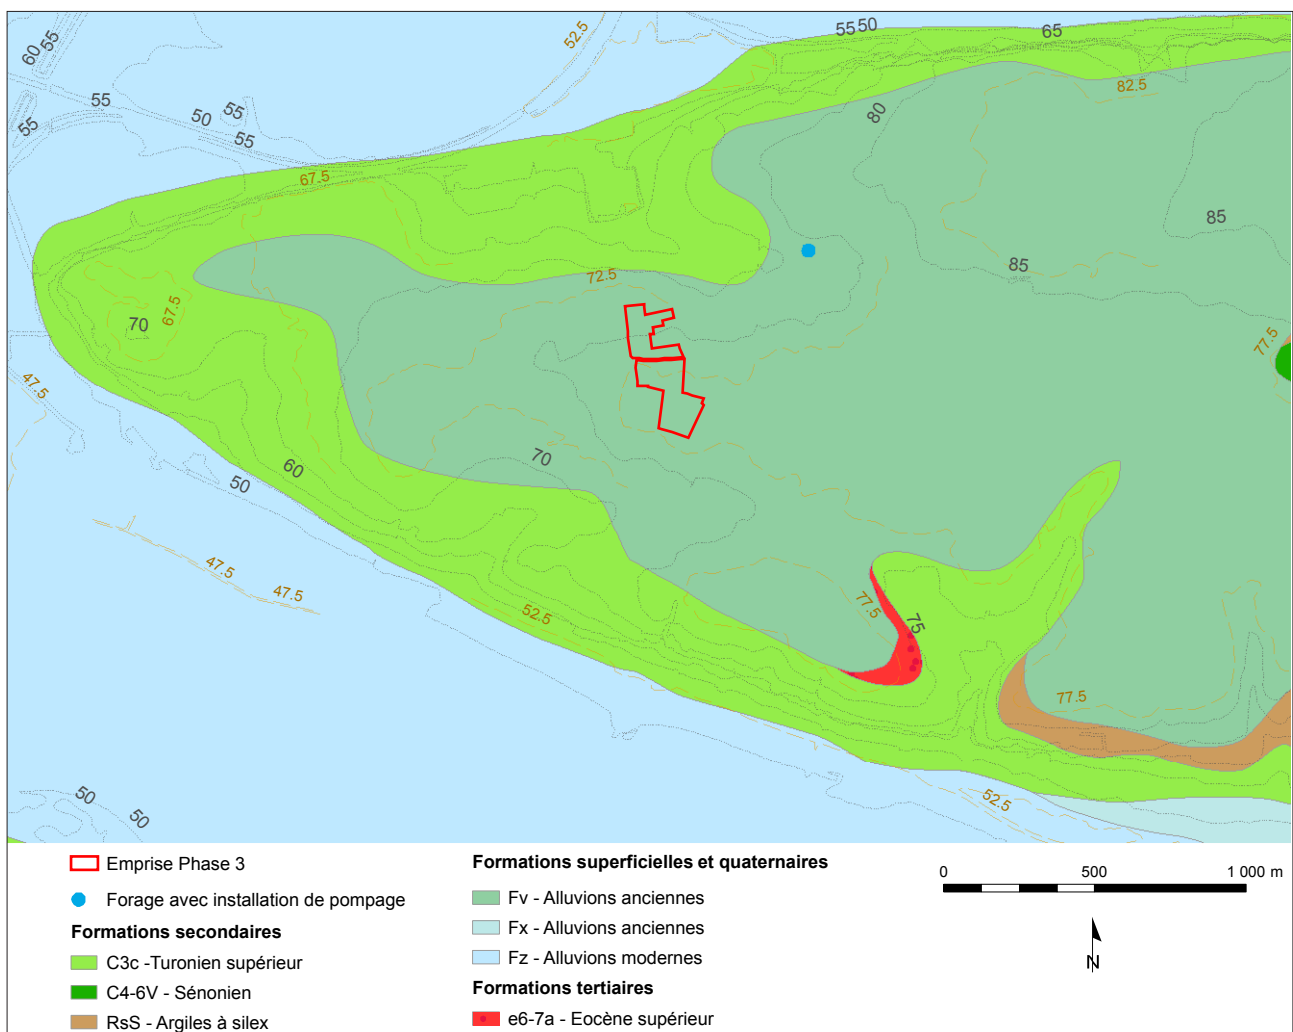 60
55
52.5
55
50
65
55
50
55
55
55
80
82.5
67.5
85
85
72.5
67.5
70
77.5
47.5
70
60
50
47.5
47.5
52.5
77.5
75
77.5
52.5
50
50
Emprise Phase 3
Forage avec installation de pompage
Formations secondaires
C3c -Turonien supérieur
C4-6V - Sénonien
RsS - Argiles à silex
Formations superficielles et quaternaires
Fv - Alluvions anciennes
Fx - Alluvions anciennes
Fz - Alluvions modernes
Formations tertiaires
e6-7a - Eocène supérieur
0
500
1 000 m
N